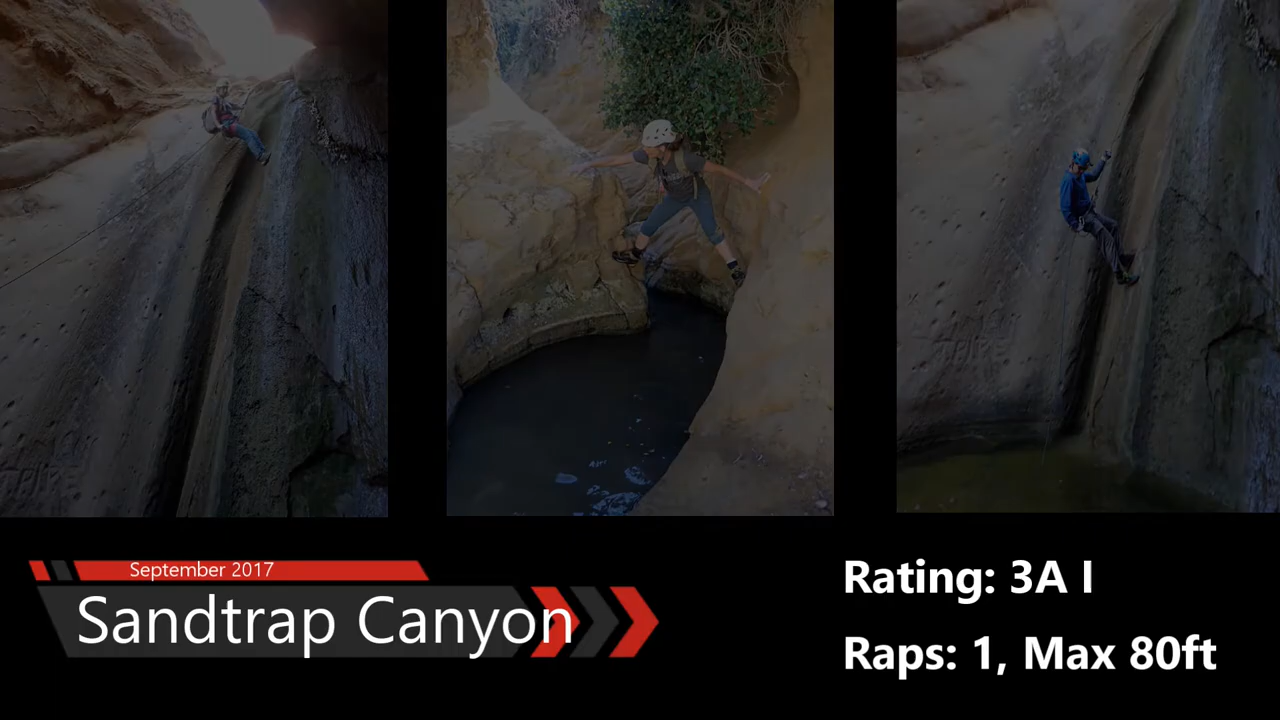 September 2017
Sandtrap Canyon
Rating: 3A I
Raps: 1, Max 80ft